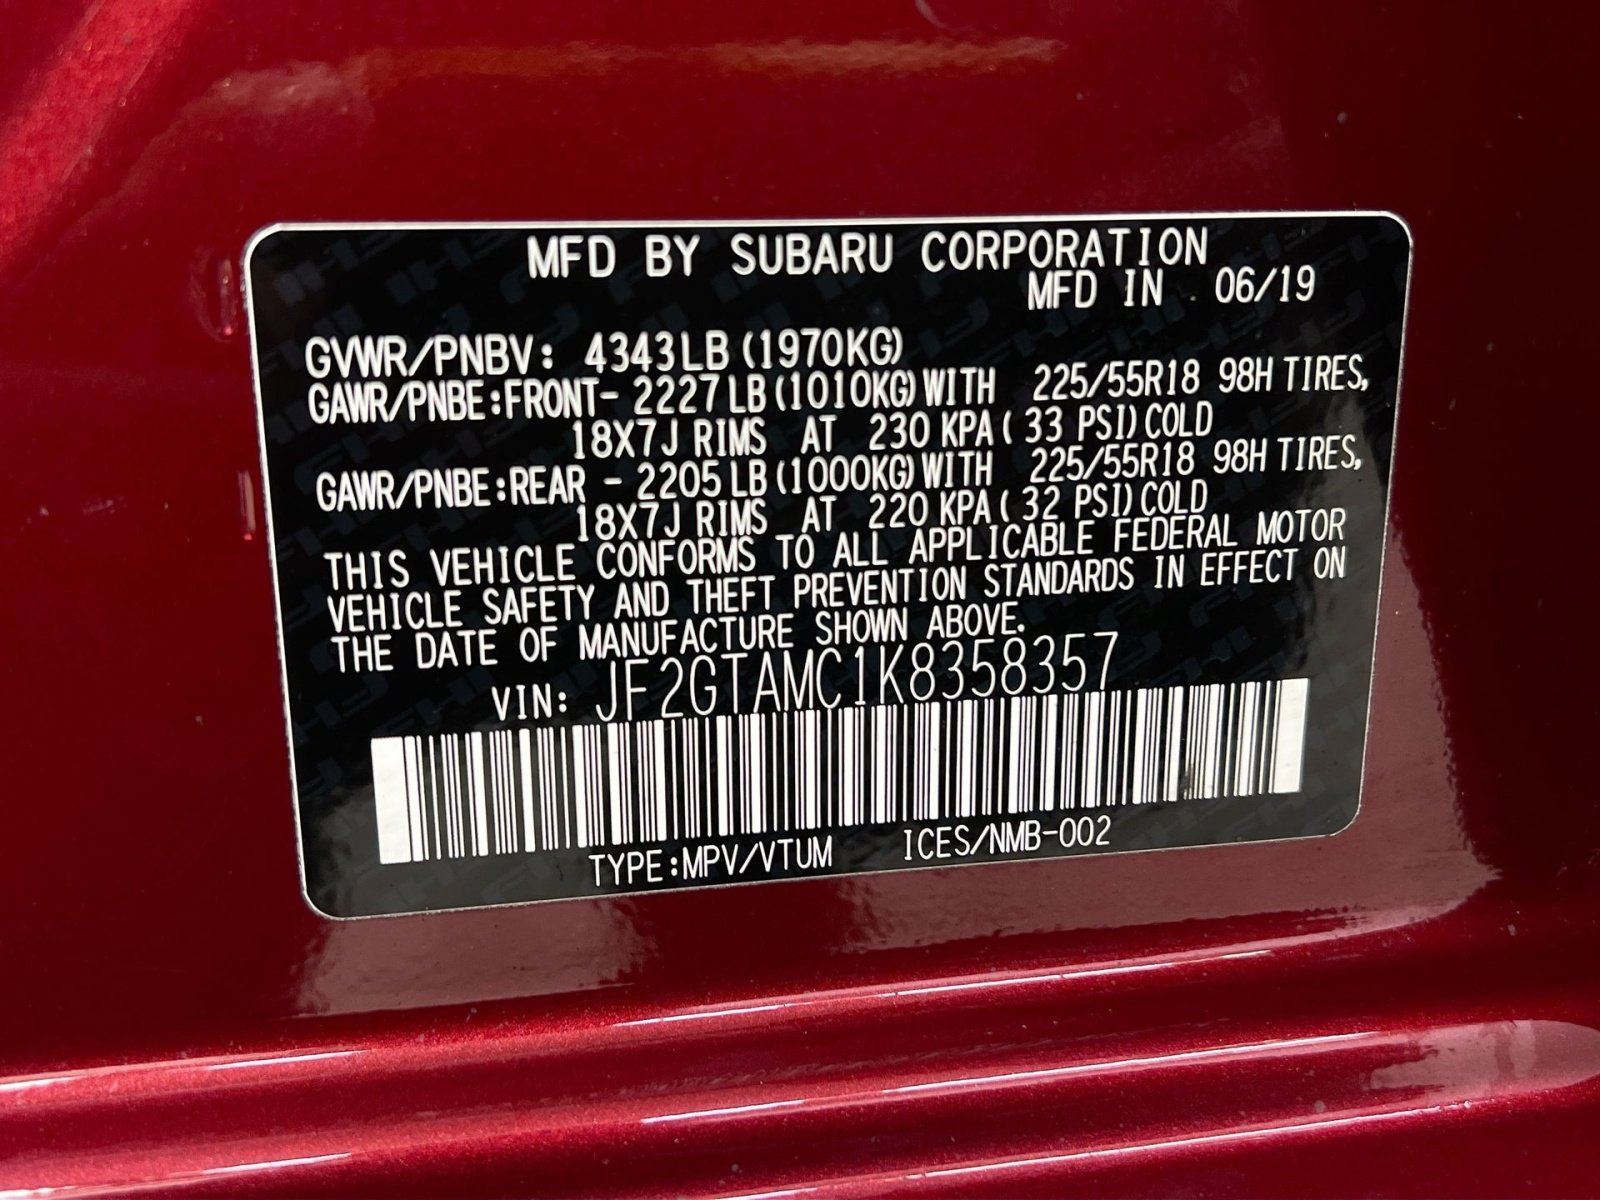 MFD BY SUBARU CORPORATION
MFD IN 06/19
GVWR/PNBV: 4343LB (1970KG)
GAWR/PNBE:FRONT- 2227LB (1010KG) WITH 225/55R18 98H TIRES,
18X7J RIMS AT 230 KPA( 33 PSI) COLD
GAWR/PNBE:REAR - 2205LB (1000KG) WITH 225/55R18 98H TIRES,
18X7J RIMS AT 220 KPA( 32 PSI) COLD
THIS VEHICLE CONFORMS TO ALL APPLICABLE FEDERAL MOTOR
VEHICLE SAFETY AND THEFT PREVENTION STANDARDS IN EFFECT ON
THE DATE OF MANUFACTURE SHOWN ABOVE.
VIN: JF2GTAMC1K8358357
TYPE:MPV/VTUM ICES/NMB-002